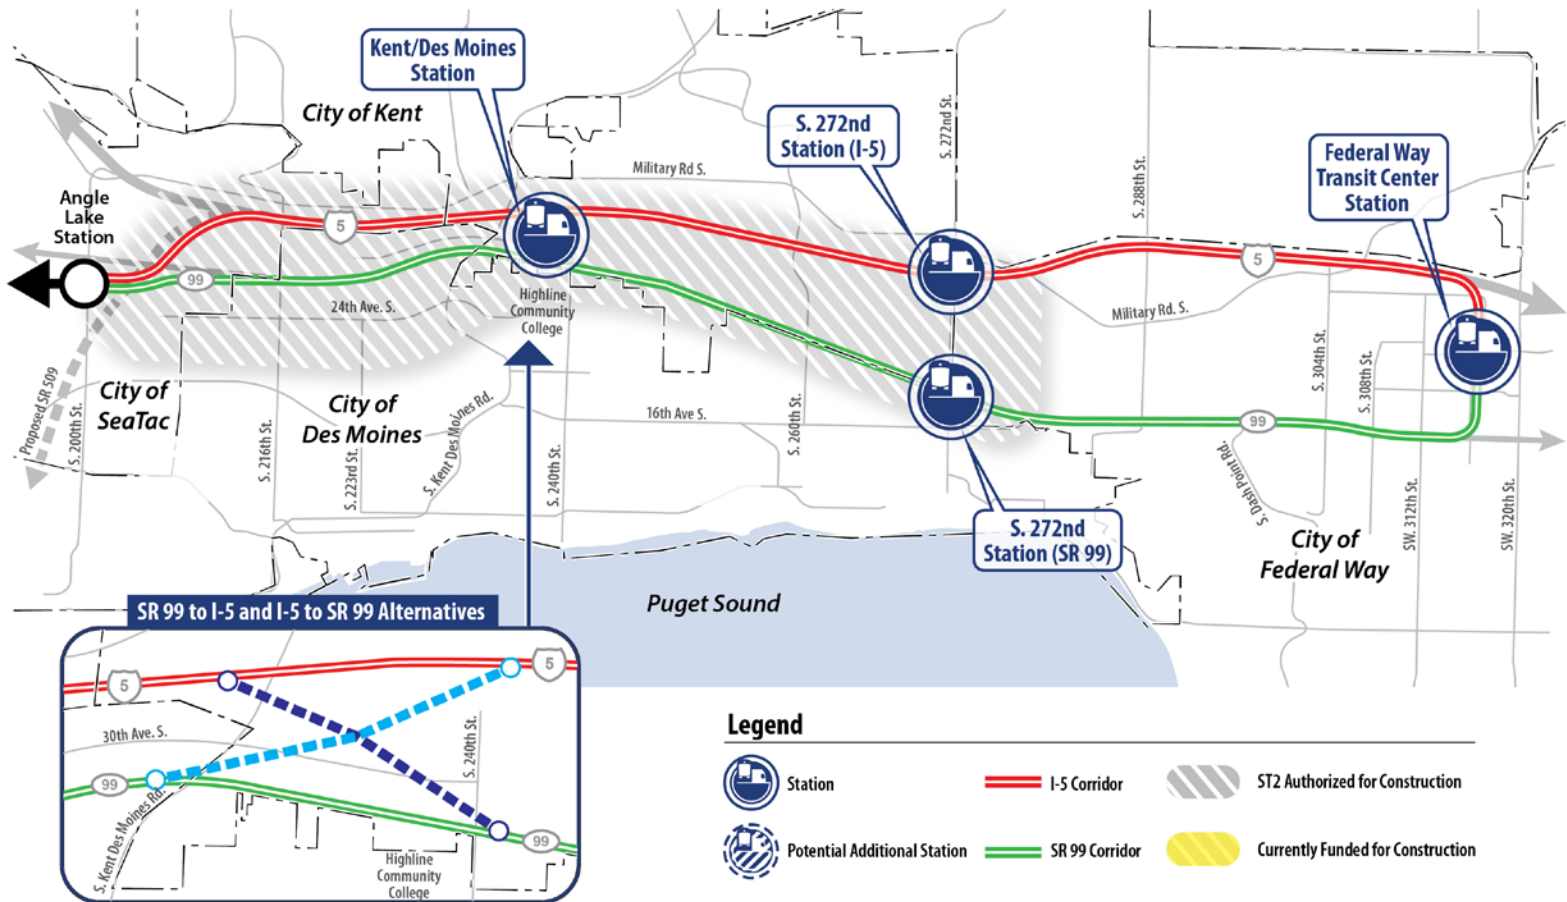 Kent/Des Moines
Station
City of Kent
S. 272nd
Station (I-5)
S. 272nd St.
Military Rd S.
S. 288th St.
Federal Way
Transit Center
Station
Angle
Lake
Station
5
99
5
24th Ave. S.
Highline
Community
College
Military Rd. S.
Proposed SR 509
S. 200th St.
City of
SeaTac
S. 216th St.
City of
Des Moines
S. 223rd St.
S. Kent Des Moines Rd.
S. 240th St.
16th Ave S.
S. 260th St.
99
S. Dash Point Rd.
S. 304th St.
S. 308th St.
SW. 312th St.
SW. 320th St.
S. 272nd
Station (SR 99)
City of
Federal Way
Puget Sound
SR 99 to I-5 and I-5 to SR 99 Alternatives
5
5
30th Ave. S.
S. 240th St.
99
99
S. Kent Des Moines Rd.
Highline
Community
College
Legend
Station
I-5 Corridor
ST2 Authorized for Construction
Potential Additional Station
SR 99 Corridor
Currently Funded for Construction